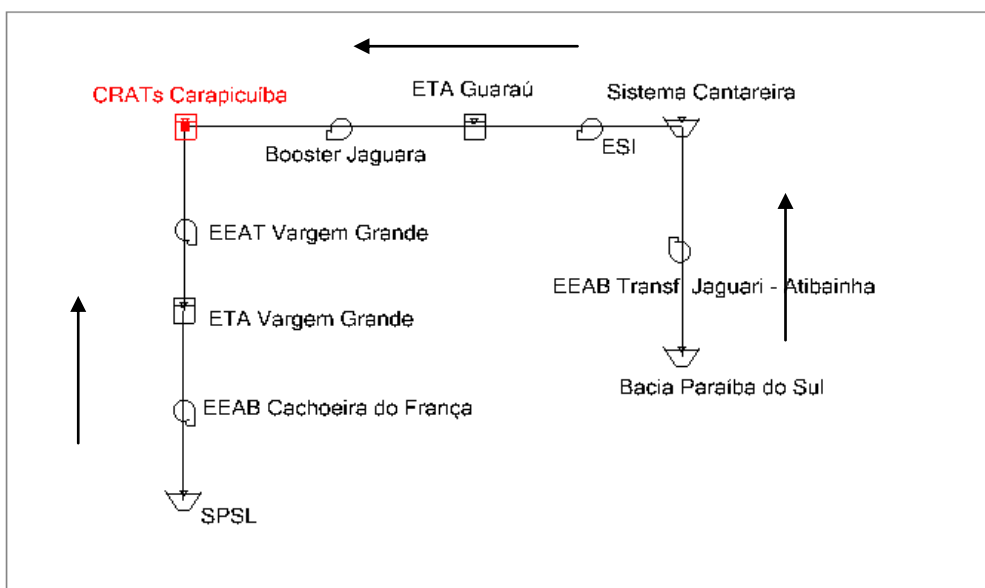 CRATs Carapicuíba
ETA Guaraú
Sistema Cantareira
Booster Jaguara
ESI
EEAT Vargem Grande
EEAB Transf. Jaguari - Atibainha
ETA Vargem Grande
Bacia Paraíba do Sul
EEAB Cachoeira do França
SPSL